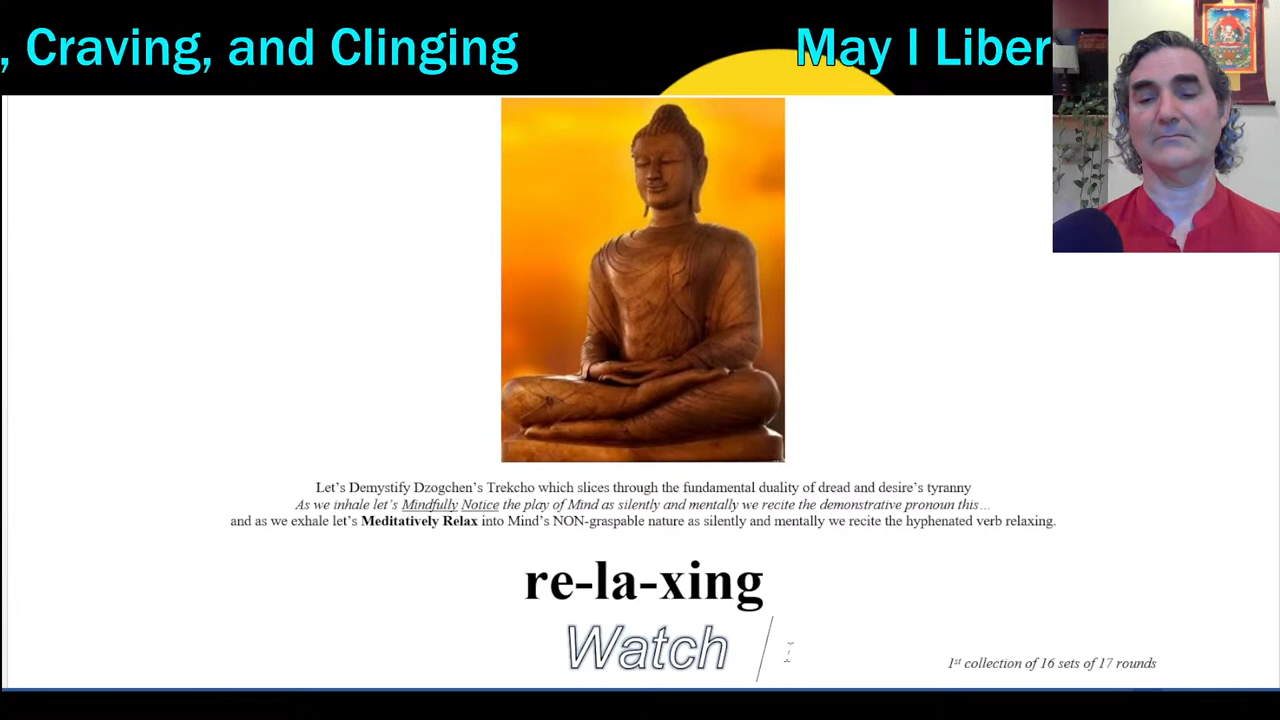 , Craving, and Clinging
May I Liber
Let's Demystify Dzogchen's Trekcho which slices through the fundamental duality of dread and desire's tyranny
As we inhale let's Mindfully Notice the play of Mind as silently and mentally we recite the demonstrative pronoun this…
and as we exhale let's Meditatively Relax into Mind's NON-graspable nature as silently and mentally we recite the hyphenated verb relaxing.
re-la-xing
Watch
1st collection of 16 sets of 17 rounds